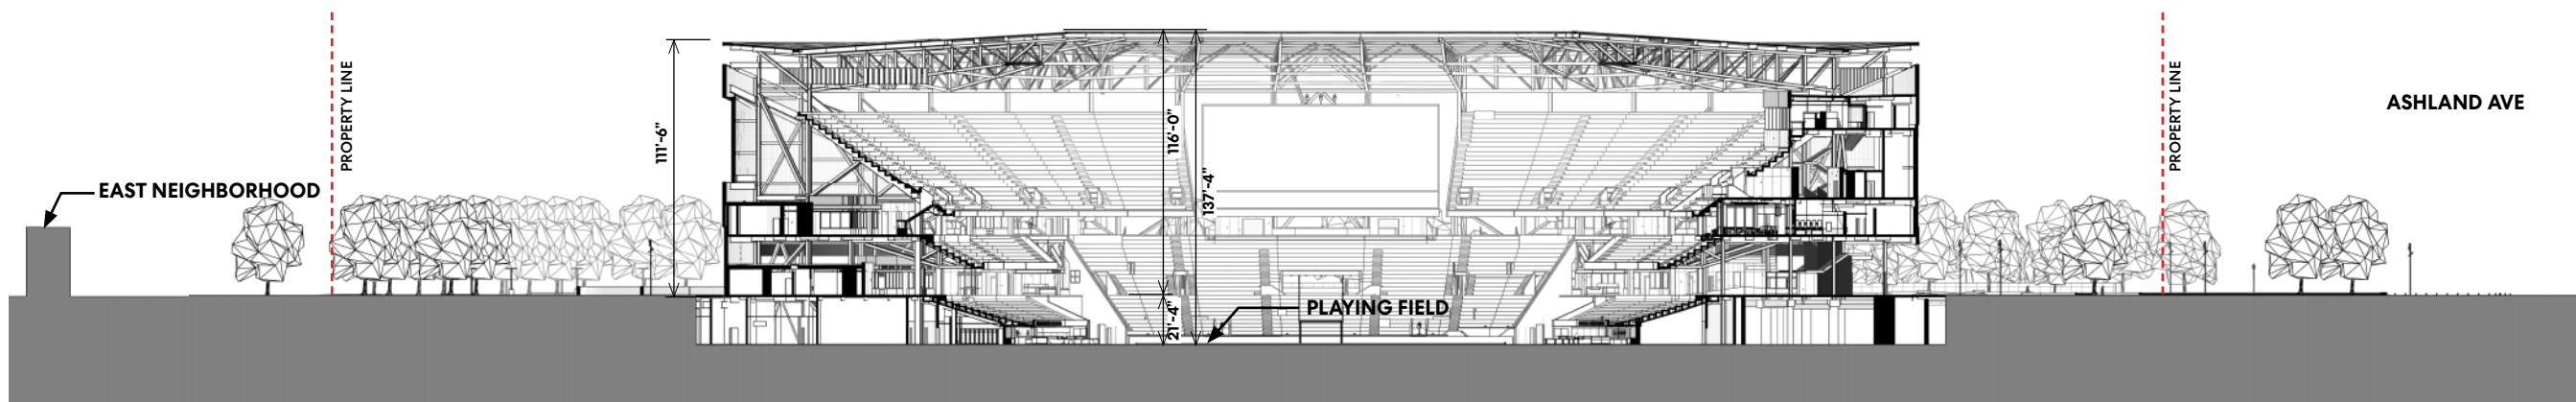 PROPERTY LINE
EAST NEIGHBORHOOD
111'-6"
116'-0"
137'-4"
21'-4"
PLAYING FIELD
PROPERTY LINE
ASHLAND AVE